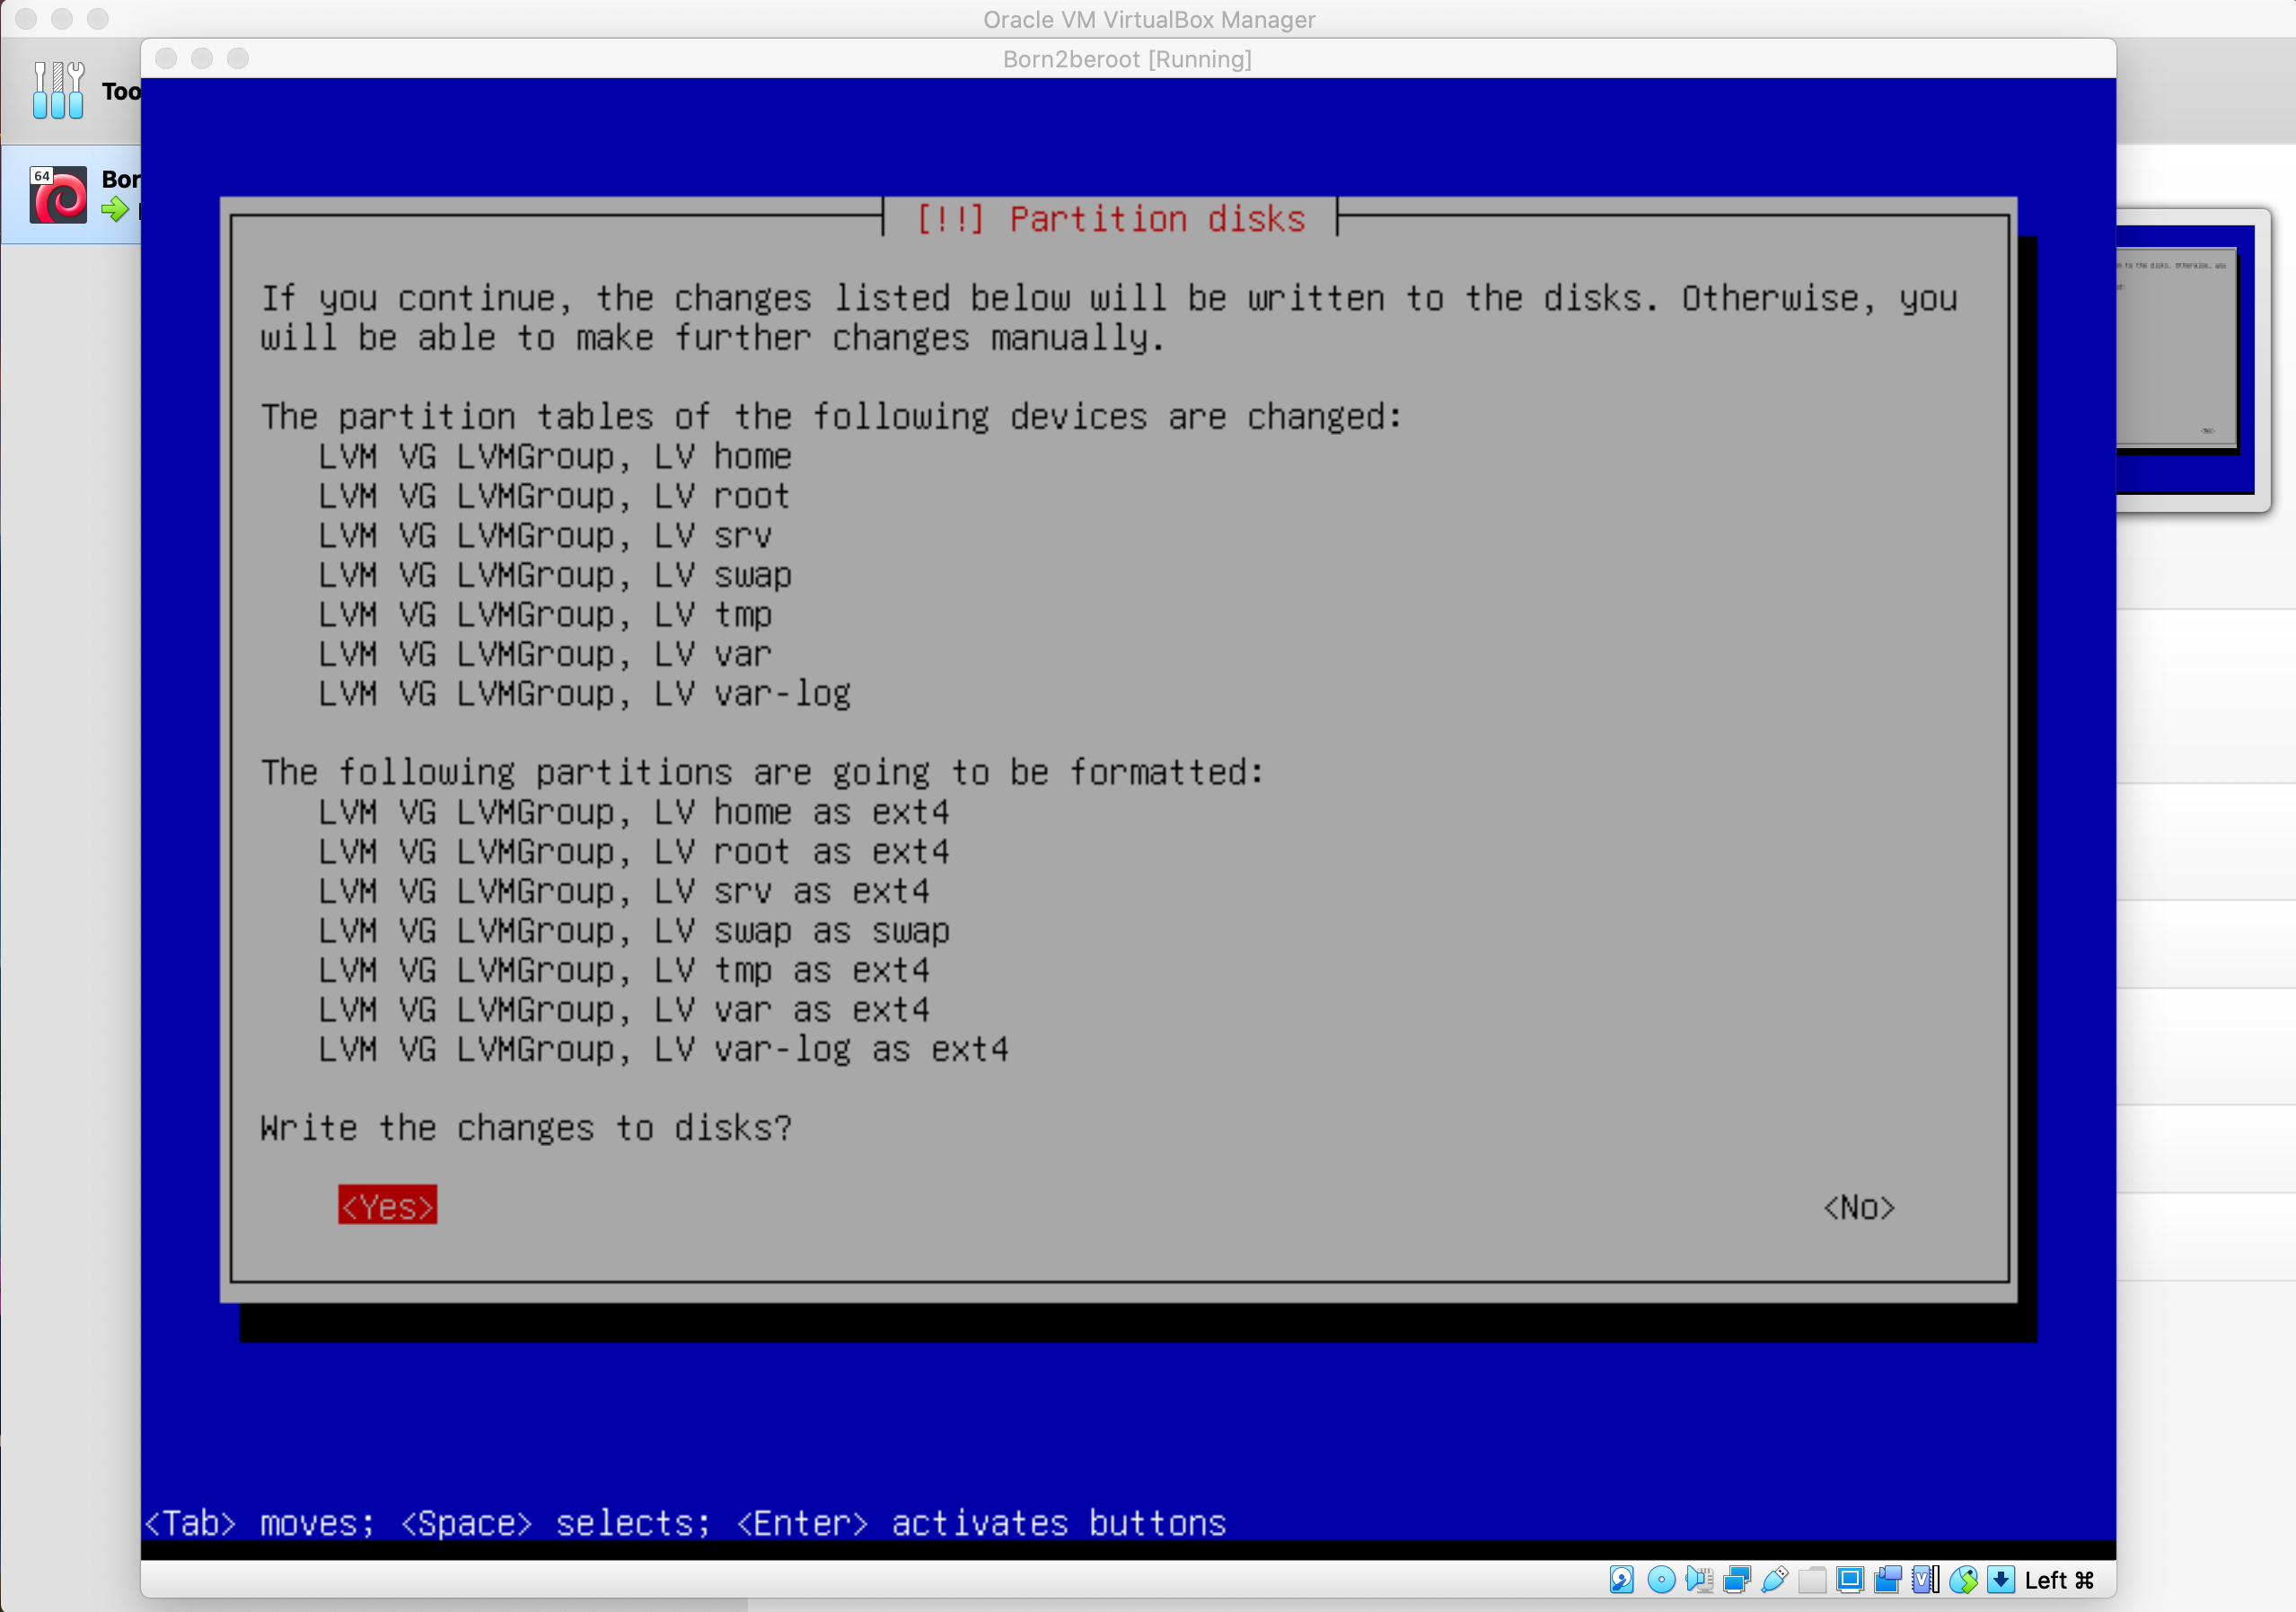 Oracle VM VirtualBox Manager
Born2beroot [Running]
Too
64
Bor
[!!] Partition disks
If you continue, the changes listed below will be written to the disks. Otherwise, you
will be able to make further changes manually.
The partition tables of the following devices are changed:
LVM VG LVMGroup, LV home
LVM VG LVMGroup, LV root
LVM VG LVMGroup, LV srv
LVM VG LVMGroup, LV swap
LVM VG LVMGroup, LV tmp
LVM VG LVMGroup, LV var
LVM VG LVMGroup, LV var-log
The following partitions are going to be formatted:
LVM VG LVMGroup, LV home as ext4
LVM VG LVMGroup, LV root as ext4
LVM VG LVMGroup, LV srv as ext4
LVM VG LVMGroup, LV swap as swap
LVM VG LVMGroup, LV tmp as ext4
LVM VG LVMGroup, LV var as ext4
LVM VG LVMGroup, LV var-log as ext4
Write the changes to disks?
<Yes> <No>
<Tab> moves; <Space> selects; <Enter> activates buttons
Left ⌘